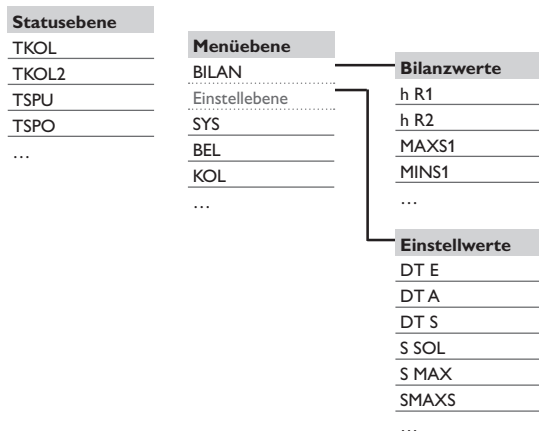 Statusebene
TKOL
TKOL2
TSPU
TSPO
…
Menüebene
BILAN
Einstellebene
SYS
BEL
KOL
…
Bilanzwerte
h R1
h R2
MAXS1
MINS1
…
Einstellwerte
DT E
DT A
DT S
S SOL
S MAX
SMAXS
…